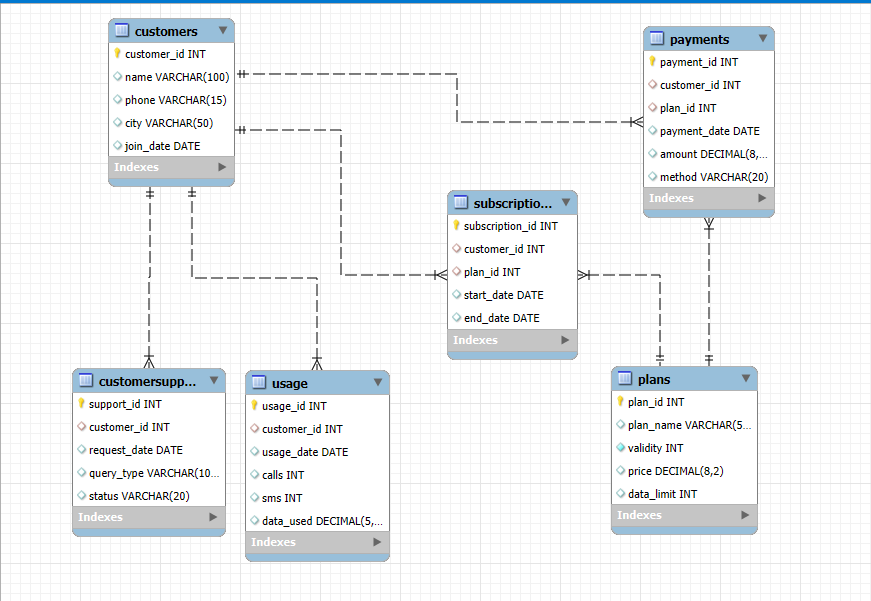 customers
customer_id INT
name VARCHAR(100)
phone VARCHAR(15)
city VARCHAR(50)
join_date DATE
Indexes
payments
payment_id INT
customer_id INT
plan_id INT
payment_date DATE
amount DECIMAL(8,...
method VARCHAR(20)
Indexes
subscriptio...
subscription_id INT
customer_id INT
plan_id INT
start_date DATE
end_date DATE
Indexes
customersupp...
support_id INT
customer_id INT
request_date DATE
query_type VARCHAR(10...
status VARCHAR(20)
Indexes
usage
usage_id INT
customer_id INT
usage_date DATE
calls INT
sms INT
data_used DECIMAL(5,...
Indexes
plans
plan_id INT
plan_name VARCHAR(5...
validity INT
price DECIMAL(8,2)
data_limit INT
Indexes